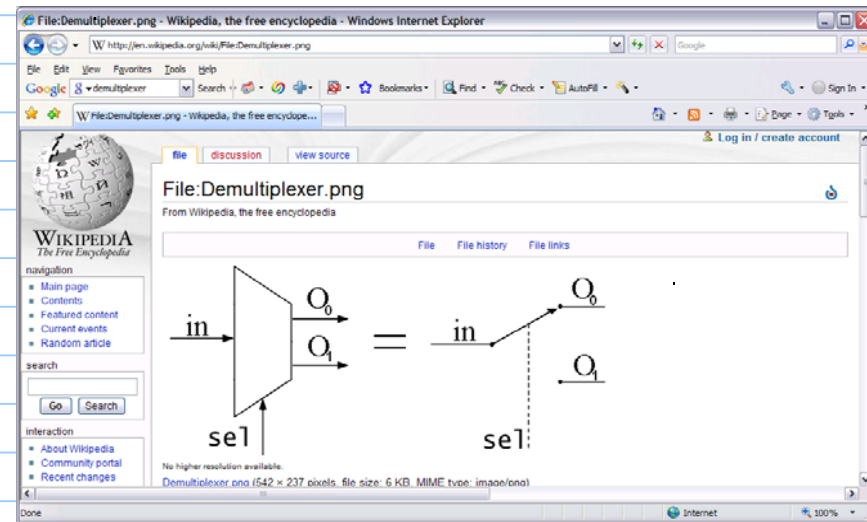 File:Demultiplexer.png - Wikipedia, the free encyclopedia - Windows Internet Explorer
W http://en.wikipedia.org/wiki/File:Demultiplexer.png
Google
File Edit View Favorites Tools Help
Google demultiplexer Search Bookmarks Find Check AutoFill Sign In
W File:Demultiplexer.png - Wikipedia, the free encyclope... Page Tools
Log in / create account
file discussion view source
File:Demultiplexer.png
From Wikipedia, the free encyclopedia
WIKIPEDIA
The Free Encyclopedia
File File history File links
navigation
Main page
Contents
Featured content
Current events
Random article
search
Go Search
interaction
About Wikipedia
Community portal
Recent changes
in O0 O1 sel = in O0 O1 sel
No higher resolution available.
Demultiplexer.png (542 × 237 pixels, file size: 6 KB, MIME type: image/png)
Done Internet 100%